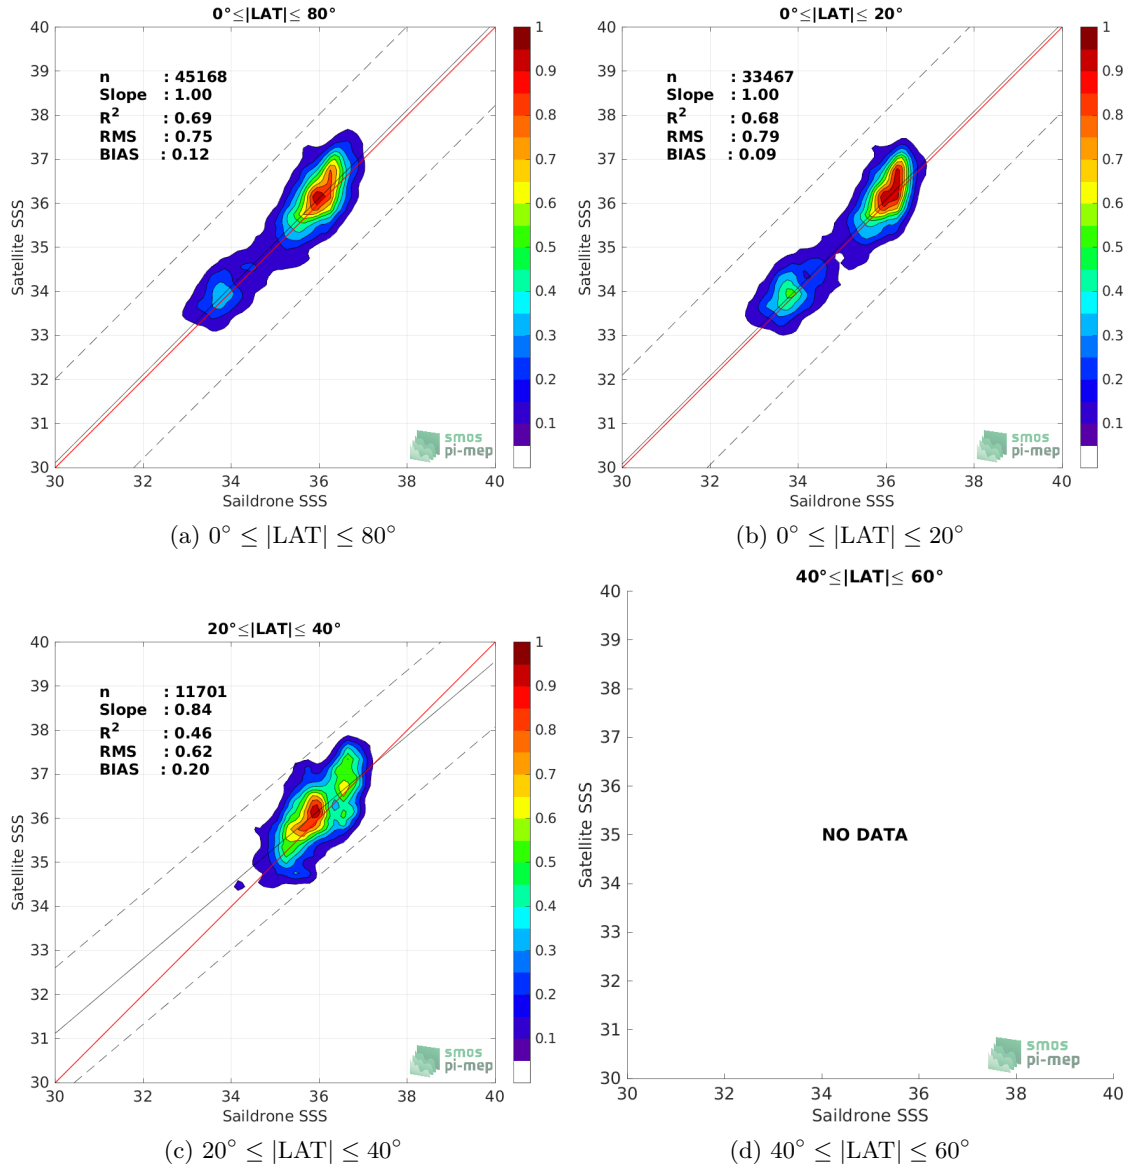 0°≤|LAT|≤ 80°
n : 45168
Slope : 1.00
R² : 0.69
RMS : 0.75
BIAS : 0.12
Satellite SSS
40
39
38
37
36
35
34
33
32
31
30
30 32 34 36 38 40
Saildrone SSS
1
0.9
0.8
0.7
0.6
0.5
0.4
0.3
0.2
0.1
smos
pi-mep
(a) 0° ≤ |LAT| ≤ 80°
0°≤|LAT|≤ 20°
n : 33467
Slope : 1.00
R² : 0.68
RMS : 0.79
BIAS : 0.09
Satellite SSS
40
39
38
37
36
35
34
33
32
31
30
30 32 34 36 38 40
Saildrone SSS
1
0.9
0.8
0.7
0.6
0.5
0.4
0.3
0.2
0.1
smos
pi-mep
(b) 0° ≤ |LAT| ≤ 20°
20°≤|LAT|≤ 40°
n : 11701
Slope : 0.84
R² : 0.46
RMS : 0.62
BIAS : 0.20
Satellite SSS
40
39
38
37
36
35
34
33
32
31
30
30 32 34 36 38 40
Saildrone SSS
1
0.9
0.8
0.7
0.6
0.5
0.4
0.3
0.2
0.1
smos
pi-mep
(c) 20° ≤ |LAT| ≤ 40°
40°≤|LAT|≤ 60°
NO DATA
Satellite SSS
40
39
38
37
36
35
34
33
32
31
30
30 32 34 36 38 40
Saildrone SSS
smos
pi-mep
(d) 40° ≤ |LAT| ≤ 60°